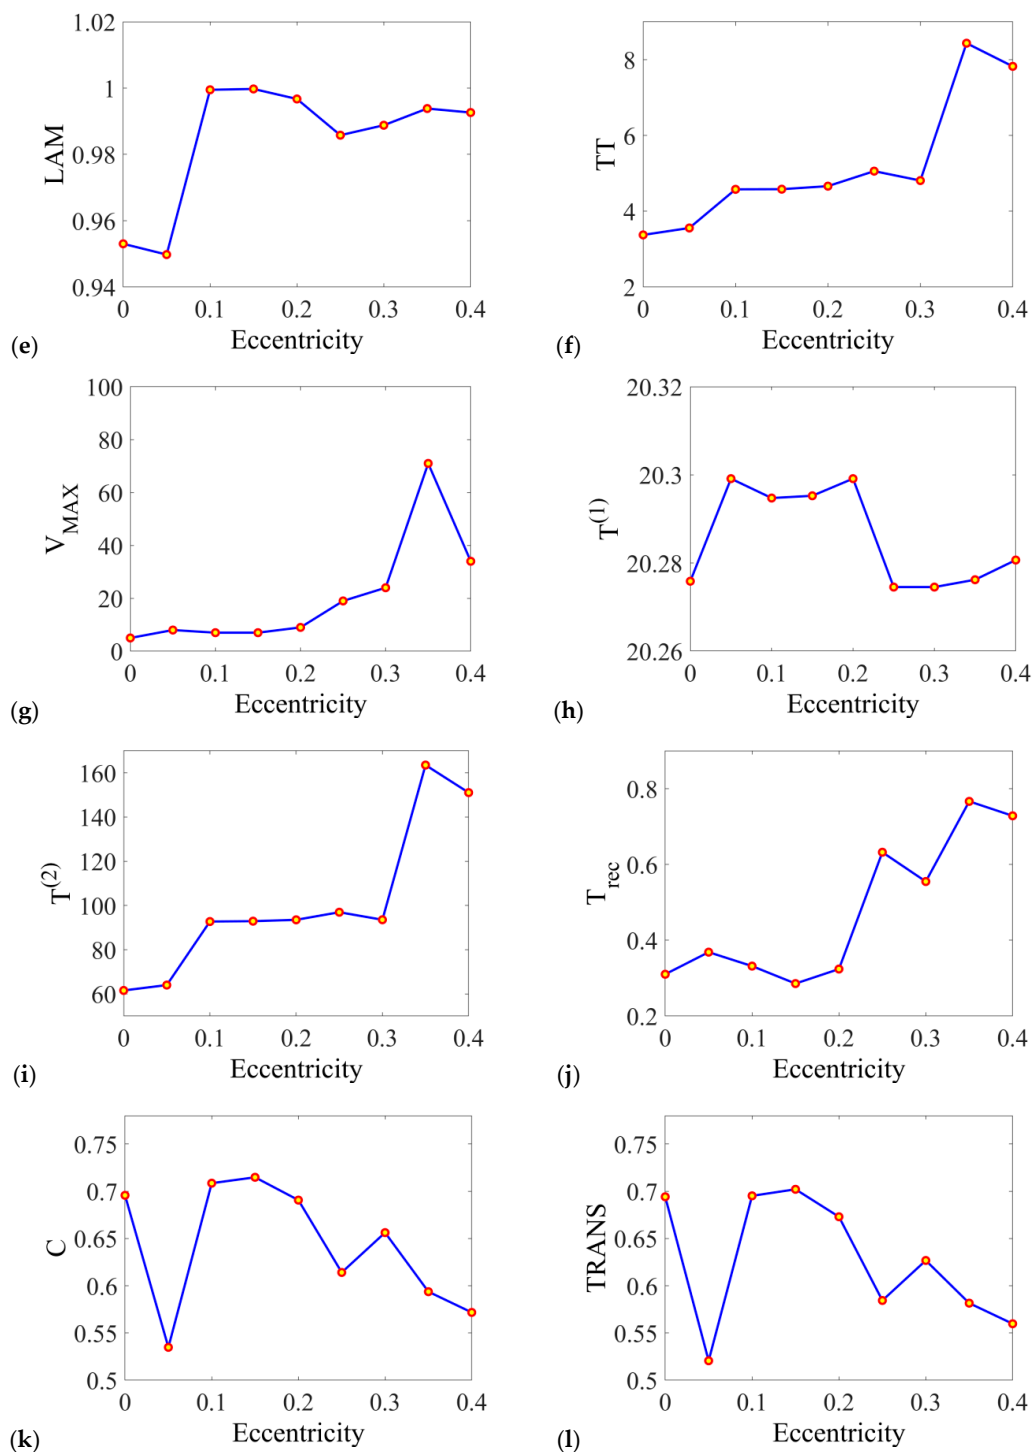 1.02
1
0.98
0.96
0.94
LAM
0 0.1 0.2 0.3 0.4
Eccentricity
(e)
8
6
4
2
TT
0 0.1 0.2 0.3 0.4
Eccentricity
(f)
100
80
60
40
20
0
V_MAX
0 0.1 0.2 0.3 0.4
Eccentricity
(g)
20.32
20.3
20.28
20.26
T^(1)
0 0.1 0.2 0.3 0.4
Eccentricity
(h)
160
140
120
100
80
60
T^(2)
0 0.1 0.2 0.3 0.4
Eccentricity
(i)
0.8
0.6
0.4
0.2
T_rec
0 0.1 0.2 0.3 0.4
Eccentricity
(j)
0.75
0.7
0.65
0.6
0.55
0.5
C
0 0.1 0.2 0.3 0.4
Eccentricity
(k)
0.75
0.7
0.65
0.6
0.55
0.5
TRANS
0 0.1 0.2 0.3 0.4
Eccentricity
(l)